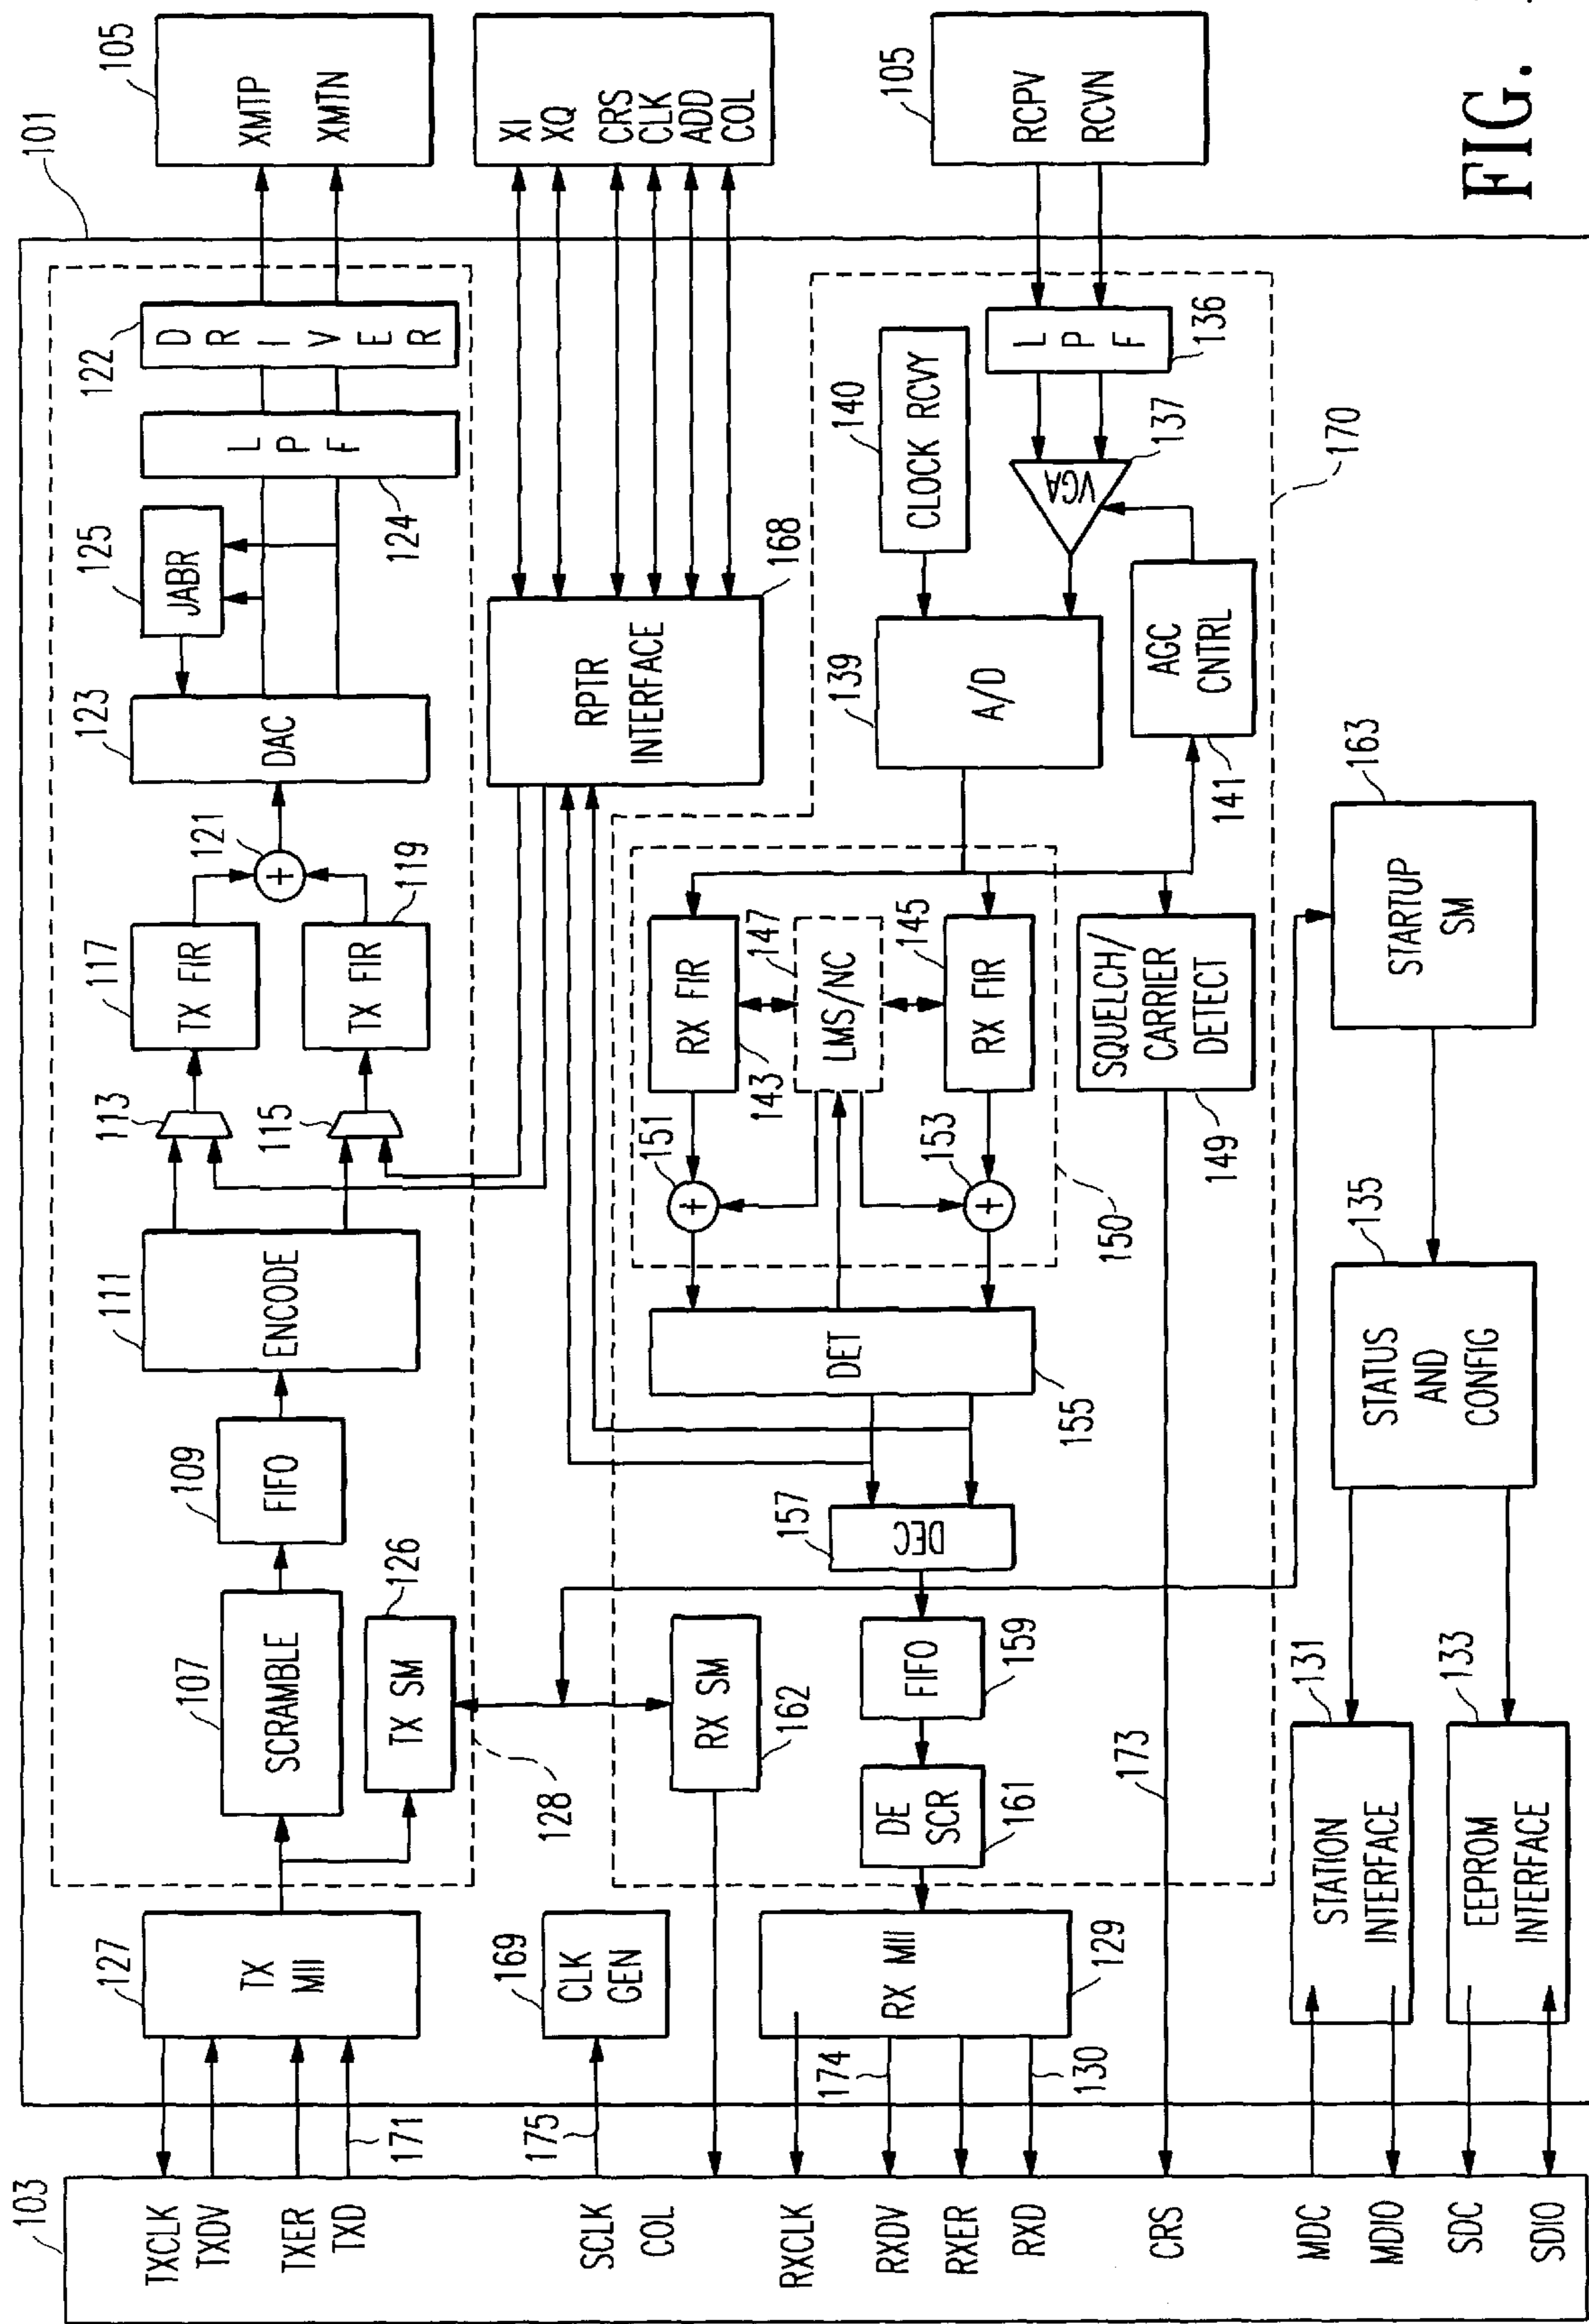 101
103
105
XMTP
XMTN
XI
XQ
CRS
CLK
ADD
COL
105
RCPV
RCVN
FIG.
TXCLK
TXDV
TXER
TXD
171
127
TX
MII
107
SCRAMBLE
109
FIFO
111
ENCODE
113
115
117
TX FIR
TX FIR
119
121
123
DAC
125
JABR
LPF
124
DRIVER
122
126
TX SM
128
SCLK
COL
175
169
CLK
GEN
RX SM
162
RPTR
INTERFACE
168
RXCLK
RXDV
RXER
RXD
174
130
RX MII
129
DE
SCR
161
FIFO
159
157
DEC
DET
155
151
153
150
RX FIR
143
147
LMS/NC
145
RX FIR
SQUELCH/
CARRIER
DETECT
149
139
A/D
140
CLOCK RCVY
LPF
136
VGA
137
AGC
CNTRL
141
170
CRS
173
MDC
MDIO
SDC
SDIO
131
STATION
INTERFACE
133
EEPROM
INTERFACE
135
STATUS
AND
CONFIG
163
STARTUP
SM